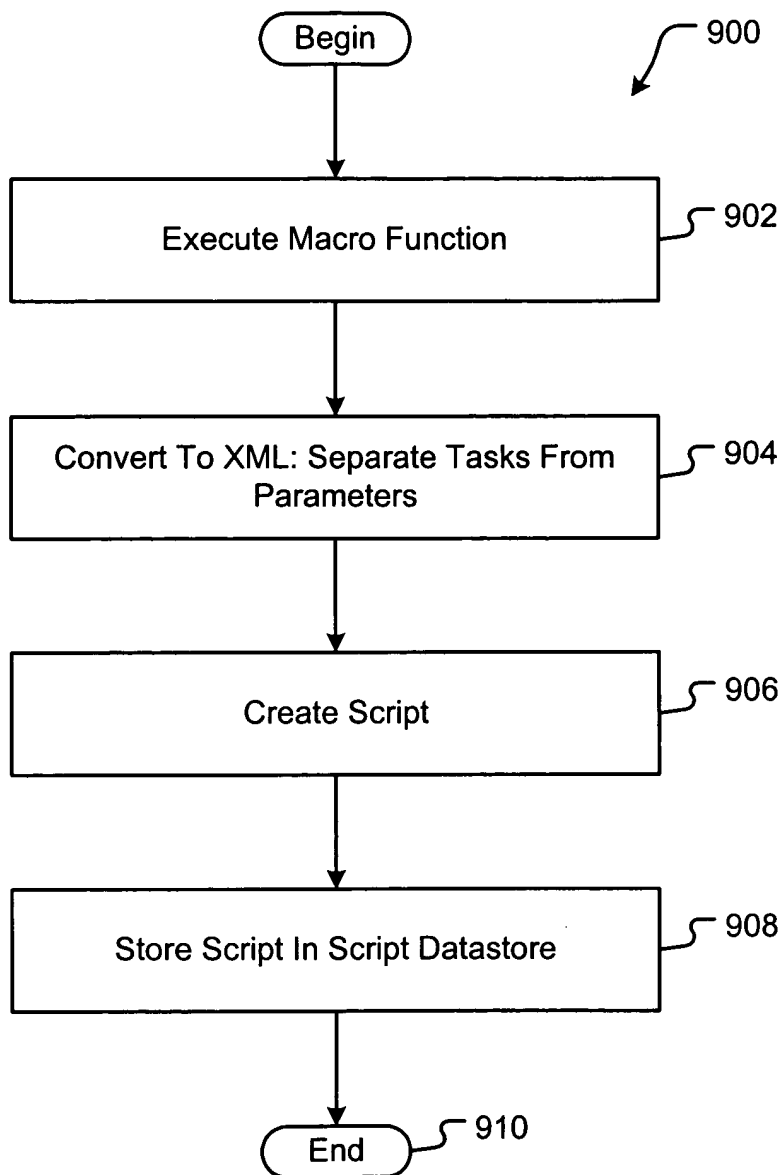 Begin
900
Execute Macro Function
902
Convert To XML: Separate Tasks From
Parameters
904
Create Script
906
Store Script In Script Datastore
908
End
910